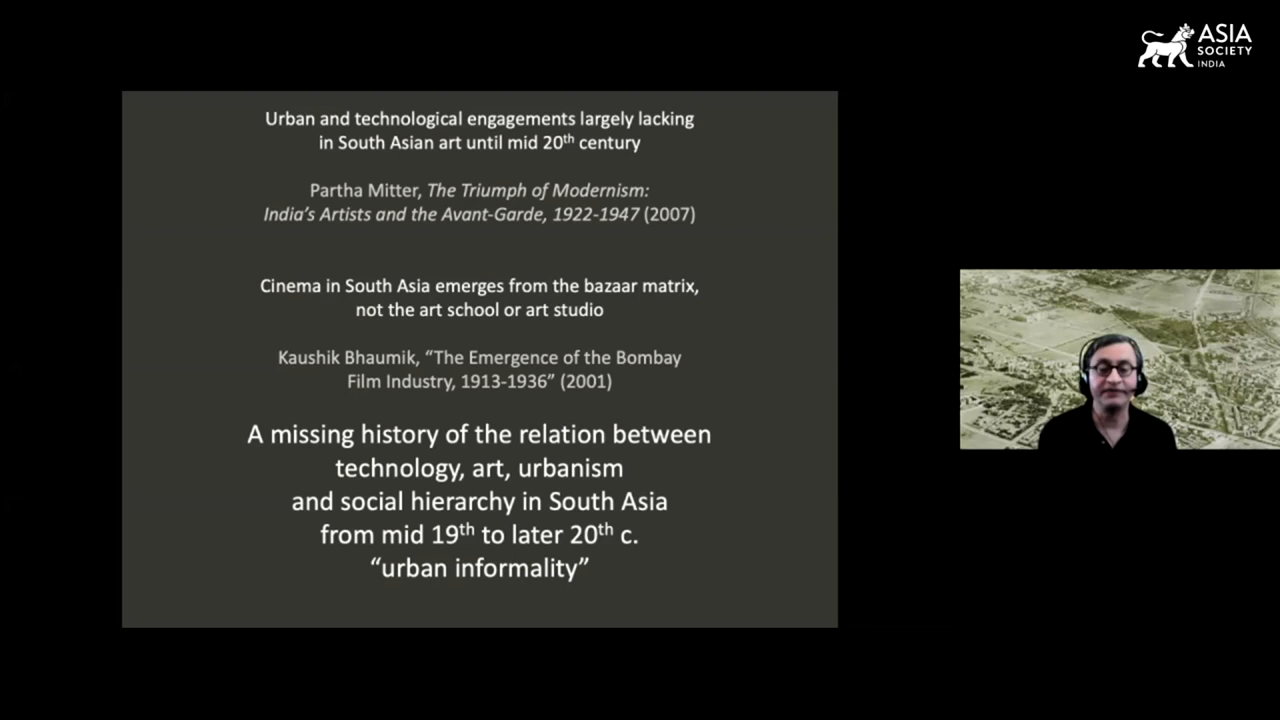 ASIA
SOCIETY
INDIA
Urban and technological engagements largely lacking
in South Asian art until mid 20th century
Partha Mitter, The Triumph of Modernism:
India's Artists and the Avant-Garde, 1922-1947 (2007)
Cinema in South Asia emerges from the bazaar matrix,
not the art school or art studio
Kaushik Bhaumik, “The Emergence of the Bombay
Film Industry, 1913-1936” (2001)
A missing history of the relation between
technology, art, urbanism
and social hierarchy in South Asia
from mid 19th to later 20th c.
“urban informality”